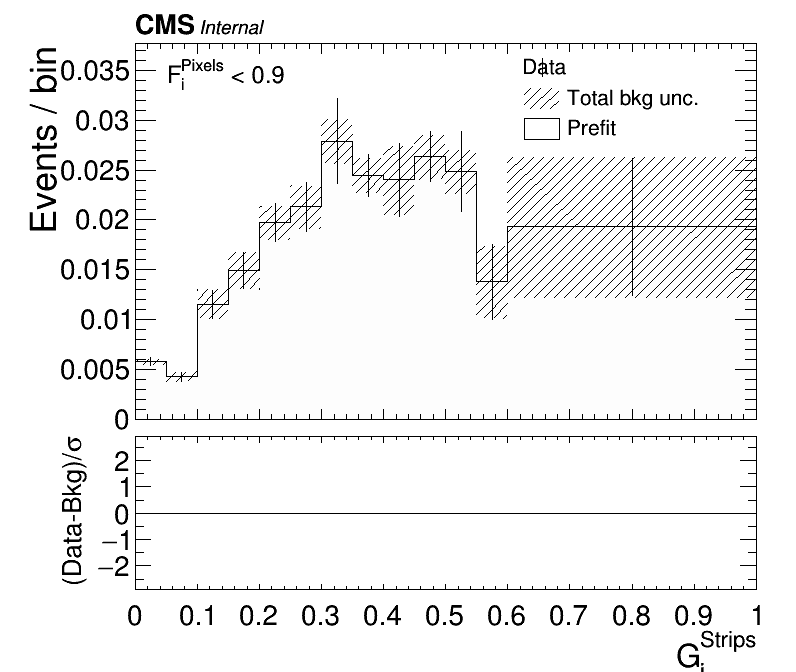 CMS Internal
Events / bin
F_i^Pixels < 0.9
Data
Total bkg unc.
Prefit
0.035
0.03
0.025
0.02
0.015
0.01
0.005
0
(Data-Bkg)/σ
2
1
0
−1
−2
0 0.1 0.2 0.3 0.4 0.5 0.6 0.7 0.8 0.9 1
G_i^Strips